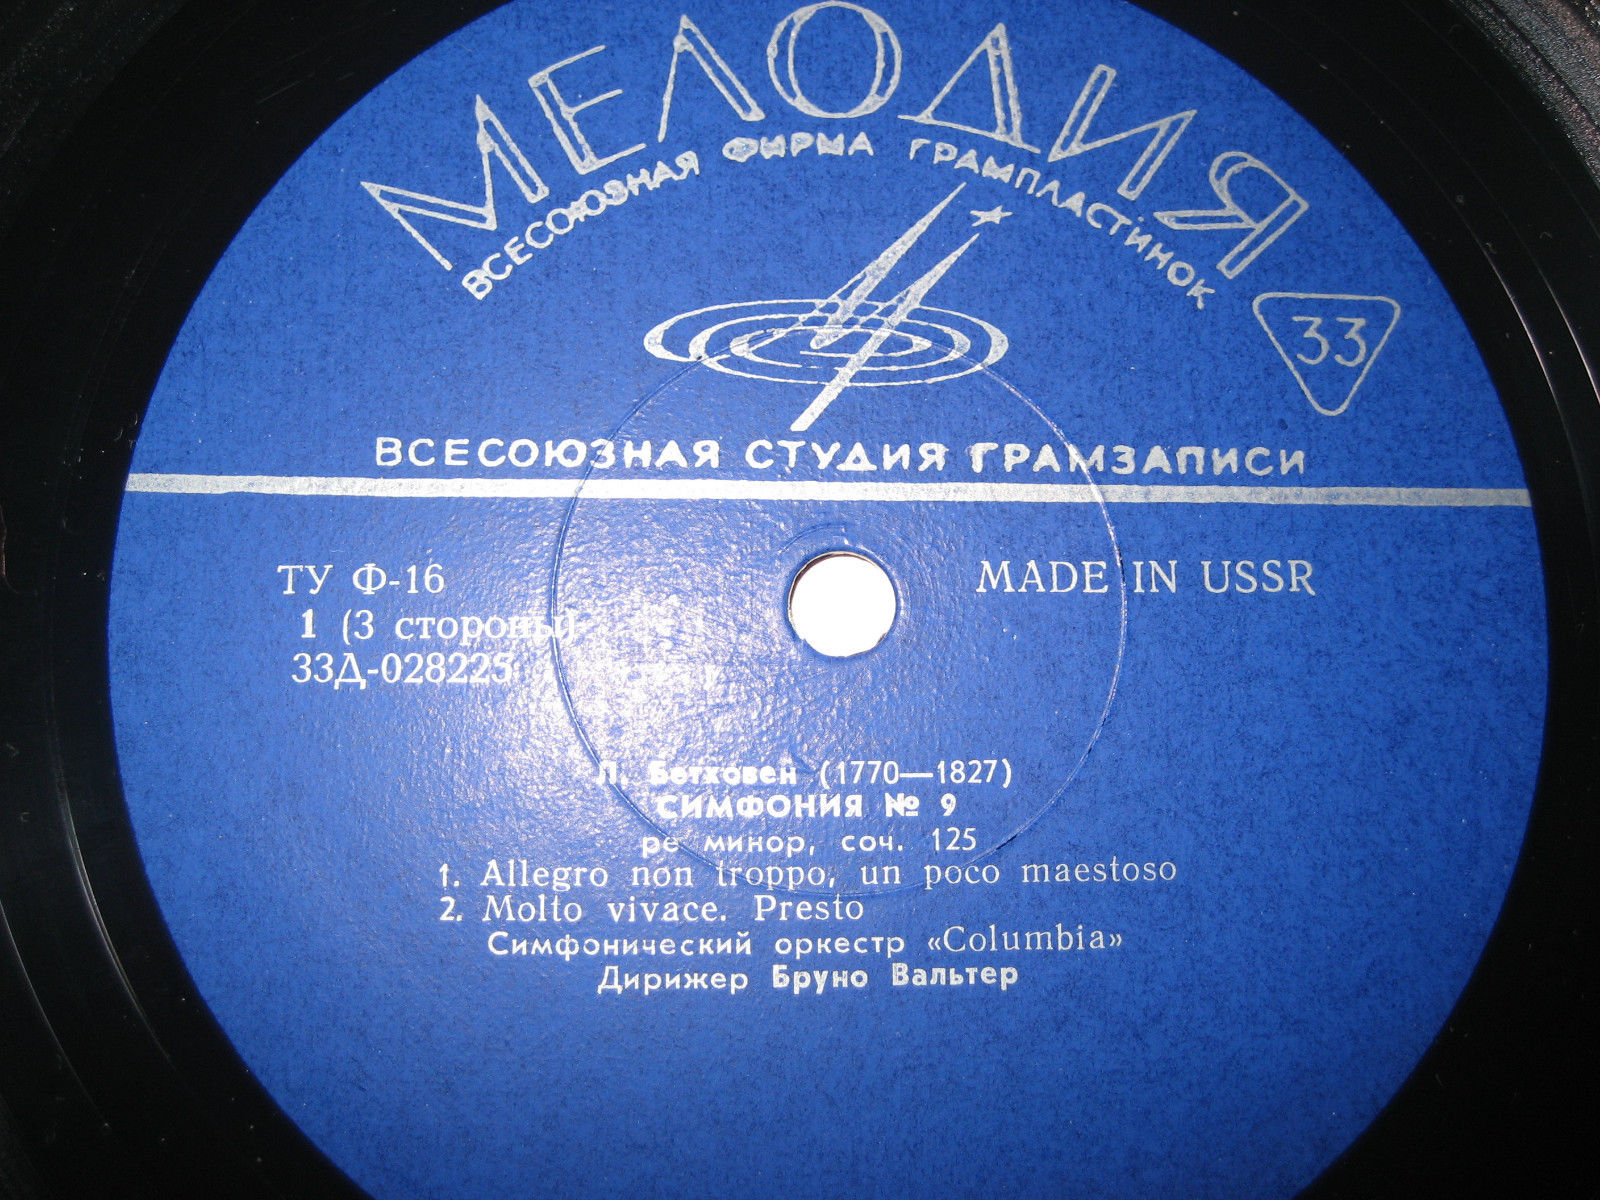 МЕЛОДИЯ
ВСЕСОЮЗНАЯ ФИРМА ГРАМПЛАСТИНОК
33
ВСЕСОЮЗНАЯ СТУДИЯ ГРАМЗАПИСИ
ТУ Ф-16
MADE IN USSR
1 (3 стороны)
33Д-028225
Л. Бетховен (1770—1827)
СИМФОНИЯ № 9
ре минор, соч. 125
1. Allegro non troppo, un poco maestoso
2. Molto vivace. Presto
Симфонический оркестр «Columbia»
Дирижер Бруно Вальтер